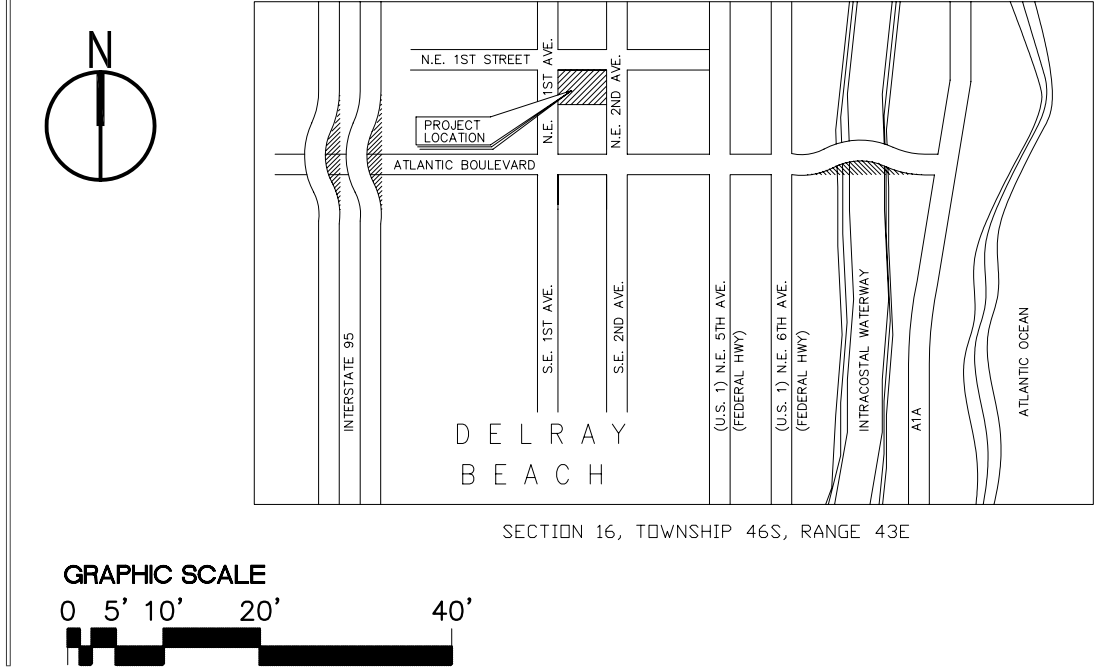 N
N.E. 1ST STREET
N.E. 1ST AVE.
N.E. 2ND AVE.
PROJECT
LOCATION
ATLANTIC BOULEVARD
INTERSTATE 95
S.E. 1ST AVE.
S.E. 2ND AVE.
(U.S. 1) N.E. 5TH AVE.
(FEDERAL HWY)
(U.S. 1) N.E. 6TH AVE.
(FEDERAL HWY)
INTRACOSTAL WATERWAY
A1A
ATLANTIC OCEAN
DELRAY
BEACH
SECTION 16, TOWNSHIP 46S, RANGE 43E
GRAPHIC SCALE
0 5' 10' 20' 40'